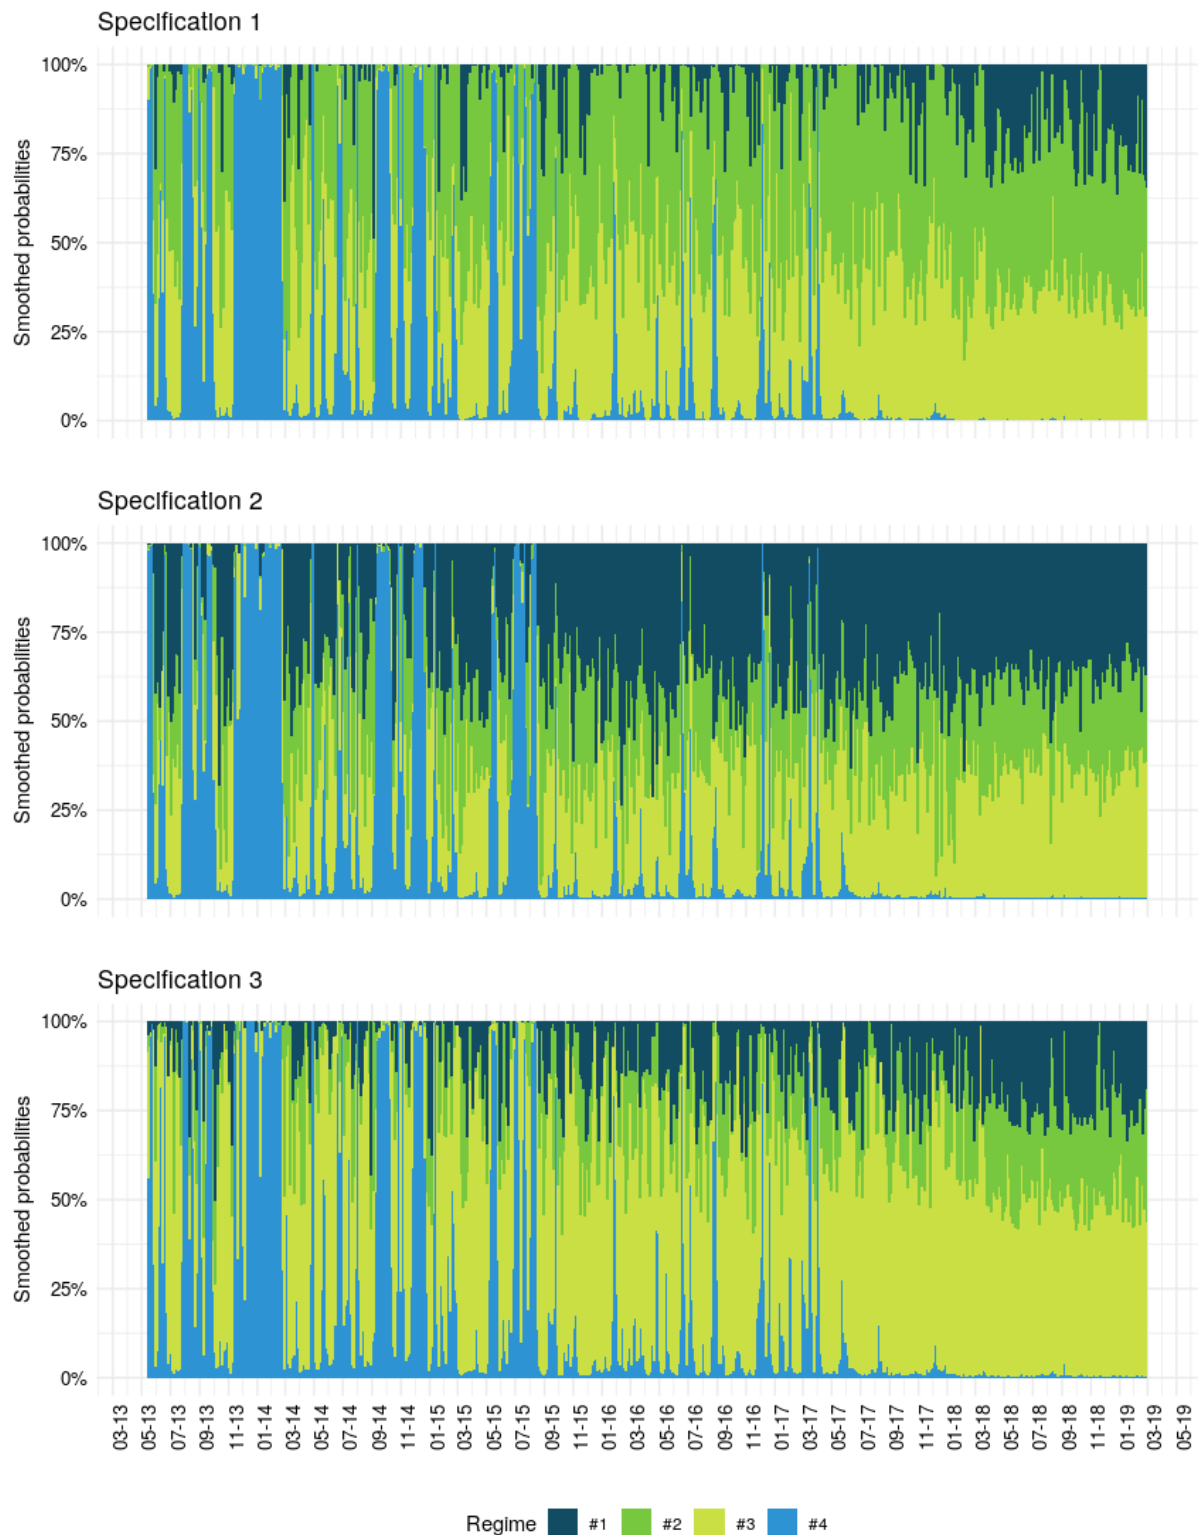 Specification 1
Smoothed probabilities
100%
75%
50%
25%
0%
Specification 2
Smoothed probabilities
100%
75%
50%
25%
0%
Specification 3
Smoothed probabilities
100%
75%
50%
25%
0%
03-13 05-13 07-13 09-13 11-13 01-14 03-14 05-14 07-14 09-14 11-14 01-15 03-15 05-15 07-15 09-15 11-15 01-16 03-16 05-16 07-16 09-16 11-16 01-17 03-17 05-17 07-17 09-17 11-17 01-18 03-18 05-18 07-18 09-18 11-18 01-19 03-19 05-19
Regime #1 #2 #3 #4